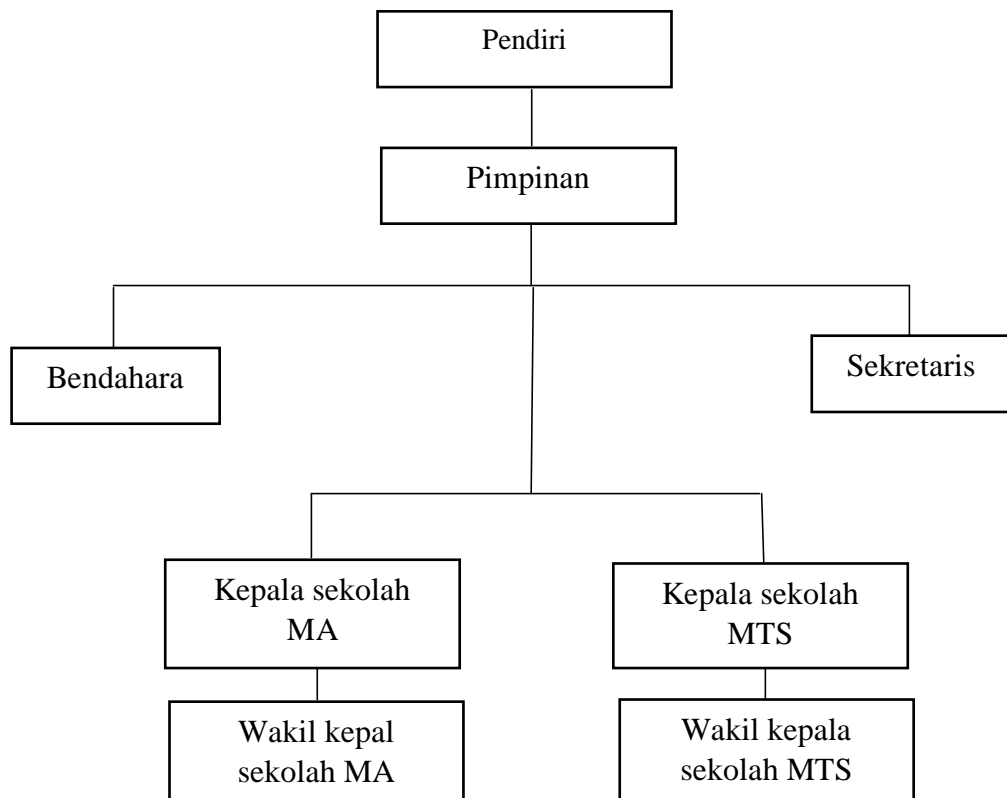 Pendiri
Pimpinan
Bendahara
Sekretaris
Kepala sekolah
MA
Kepala sekolah
MTS
Wakil kepal
sekolah MA
Wakil kepala
sekolah MTS